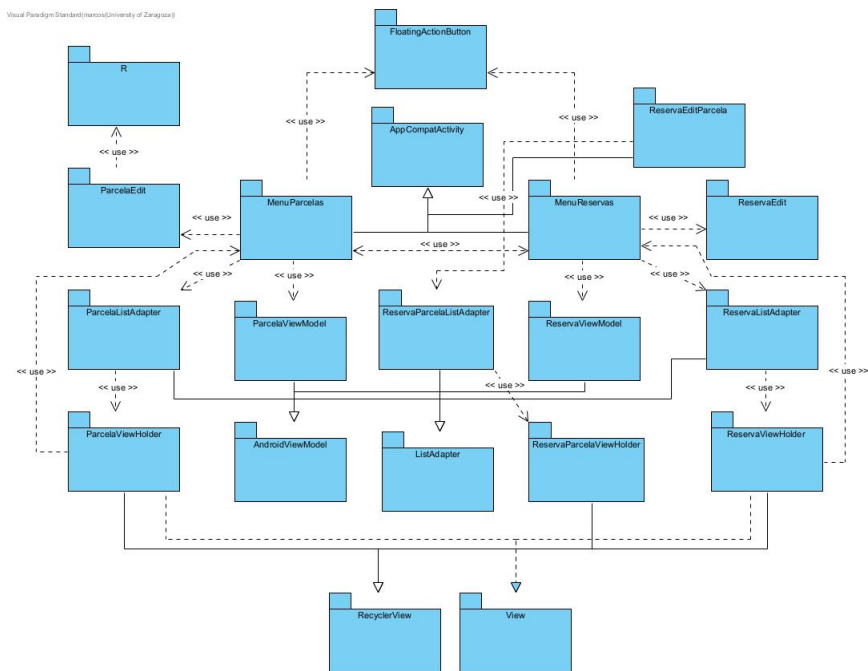 Visual Paradigm Standard(marcos(University of Zaragoza))
FloatingActionButton
R
<< use >>
<< use >>
AppCompatActivity
ReservaEditParcela
<< use >>
<< use >>
ParcelaEdit
MenuParcelas
MenuReservas
ReservaEdit
<< use >>
<< use >>
<< use >>
<< use >>
<< use >>
<< use >>
<< use >>
<< use >>
ParcelaListAdapter
ParcelaViewModel
ReservaParcelaListAdapter
ReservaViewModel
ReservaListAdapter
<< use >>
<< use >>
<< use >>
<< use >>
<< use >>
ParcelaViewHolder
AndroidViewModel
ListAdapter
ReservaParcelaViewHolder
ReservaViewHolder
RecyclerView
View